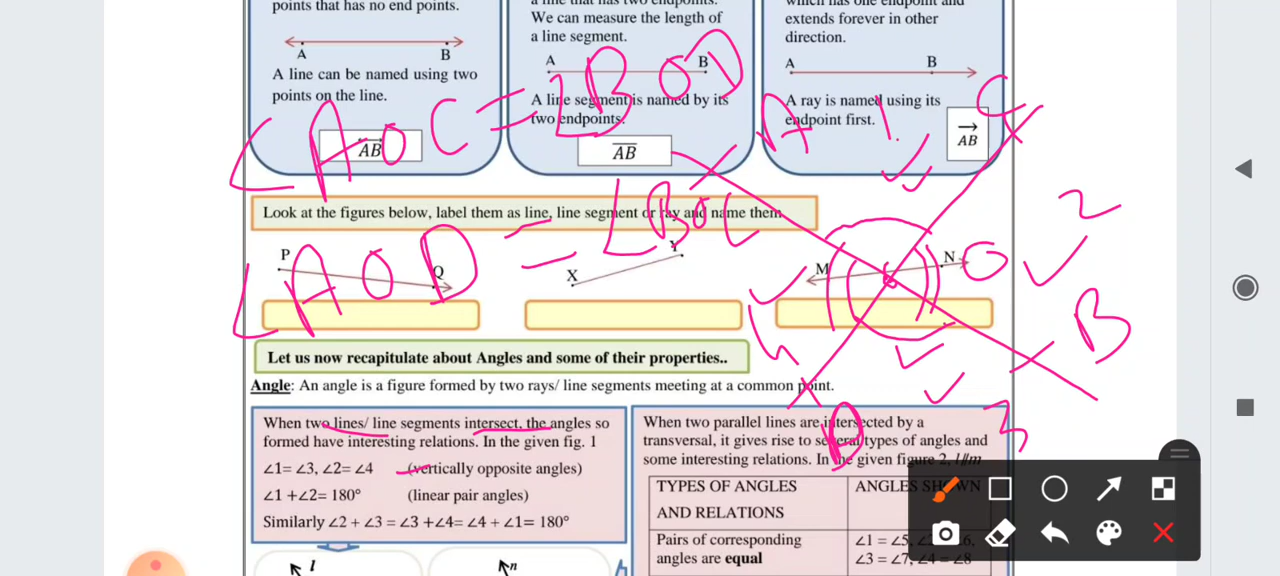 points that has no end points.
A B
A line can be named using two
points on the line.
AB
a line that has two endpoints.
We can measure the length of
a line segment.
A B
A line segment is named by its
two endpoints.
AB
which has one endpoint and
extends forever in other
direction.
A B
A ray is named using its
endpoint first.
AB
∠AOC = ∠BOD
∠AOD = ∠BOC
A
C
B
D
O
1
2
3
4
Look at the figures below, label them as line, line segment or ray and name them.
P Q
X Y
M N
Let us now recapitulate about Angles and some of their properties..
Angle: An angle is a figure formed by two rays/ line segments meeting at a common point.
When two lines/ line segments intersect, the angles so
formed have interesting relations. In the given fig. 1
∠1= ∠3, ∠2= ∠4 (vertically opposite angles)
∠1 +∠2= 180° (linear pair angles)
Similarly ∠2 + ∠3 = ∠3 +∠4= ∠4 + ∠1= 180°
l
n
When two parallel lines are intersected by a
transversal, it gives rise to several types of angles and
some interesting relations. In the given figure 2, l//m
TYPES OF ANGLES
AND RELATIONS
ANGLES SHOWN
Pairs of corresponding
angles are equal
∠1 = ∠5, 6,
∠3 = ∠7, ∠4 = ∠8